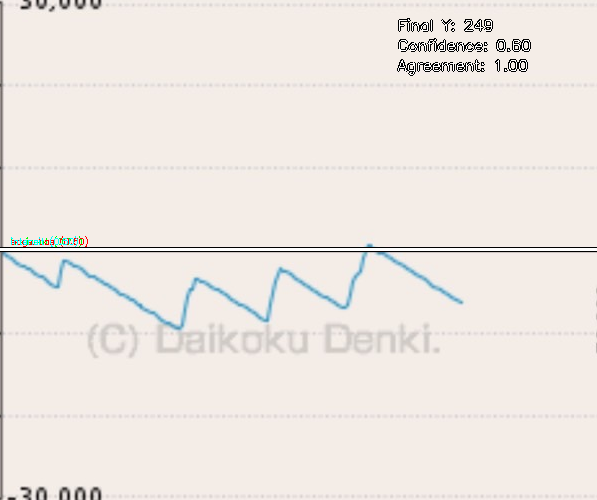 30,000
Final Y: 249
Confidence: 0.60
Agreement: 1.00
(C) Daikoku Denki.
-30,000